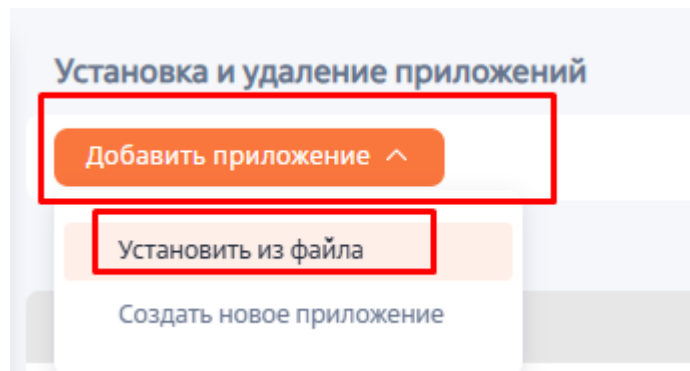 Установка и удаление приложений
Добавить приложение
Установить из файла
Создать новое приложение